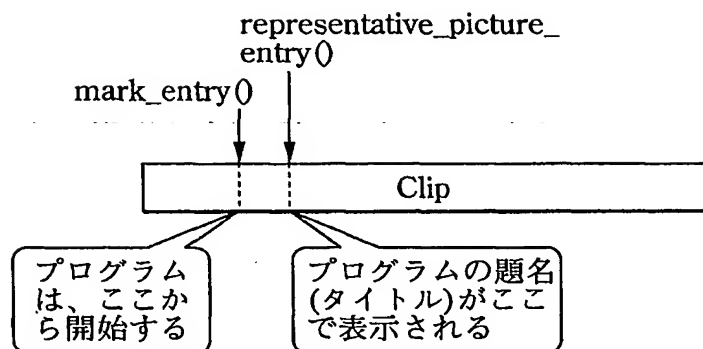 representative_picture_
entry()
mark_entry()
Clip
プログラム
は、ここか
ら開始する
プログラムの題名
(タイトル)がここ
で表示される